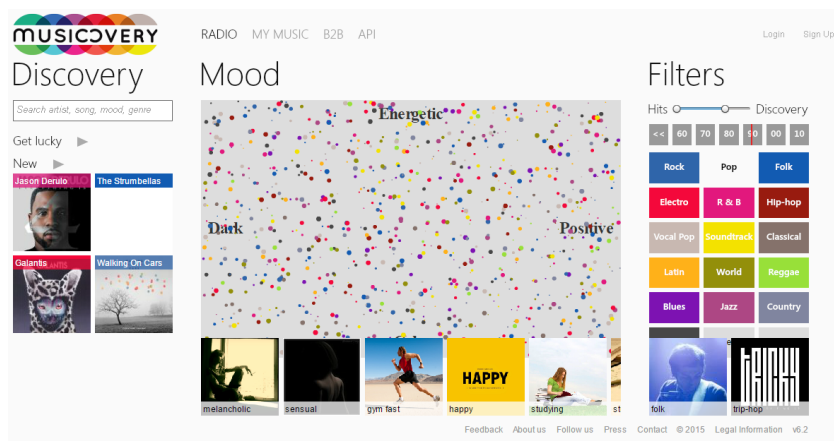 MUSICOVERY
RADIO MY MUSIC B2B API
Login Sign Up
Discovery
Search artist, song, mood, genre
Get lucky
New
Jason Derulo
The Strumbellas
Galantis
Walking On Cars
Mood
Energetic
Dark
Positive
melancholic
sensual
gym fast
HAPPY
happy
studying
st
Filters
Hits
Discovery
<< 60 70 80 90 00 10
Rock Pop Folk
Electro R & B Hip-hop
Vocal Pop Soundtrack Classical
Latin World Reggae
Blues Jazz Country
folk
TRICKY
trip-hop
Feedback About us Follow us Press Contact © 2015 Legal Information v6.2